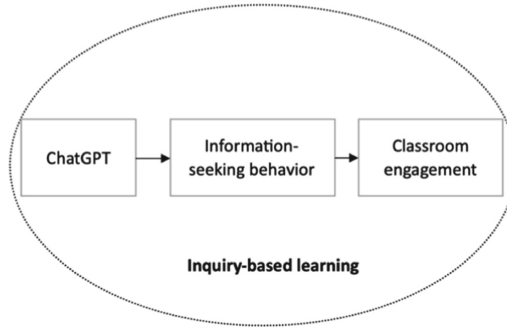 ChatGPT
Information-
seeking behavior
Classroom
engagement
Inquiry-based learning